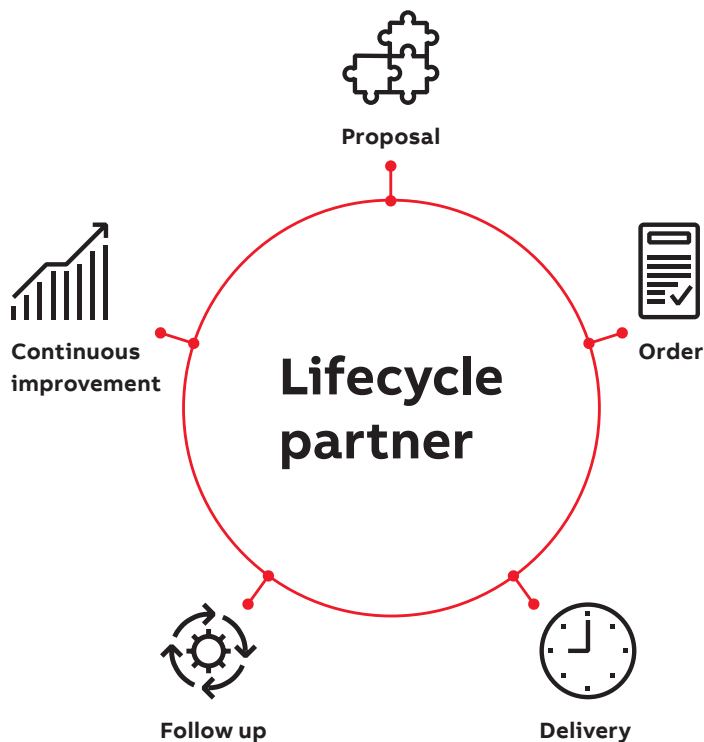 Proposal
Order
Continuous
improvement
Lifecycle
partner
Follow up
Delivery